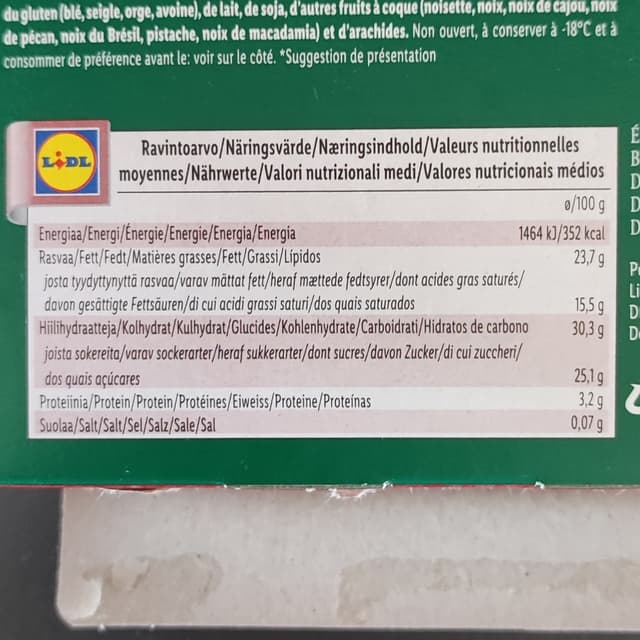 du gluten (blé, seigle, orge, avoine), de lait, de soja, d'autres fruits à coque (noisette, noix, noix de cajou, noix
de pécan, noix du Brésil, pistache, noix de macadamia) et d'arachides. Non ouvert, à conserver à -18°C et à
consommer de préférence avant le: voir sur le côté. *Suggestion de présentation
LIDL
Ravintoarvo/Näringsvärde/Næringsindhold/Valeurs nutritionnelles
moyennes/Nährwerte/Valori nutrizionali medi/Valores nutricionais médios
ø/100 g
Energiaa/Energi/Énergie/Energie/Energia/Energia 1464 kJ/352 kcal
Rasvaa/Fett/Fedt/Matières grasses/Fett/Grassi/Lípidos 23,7 g
josta tyydyttynyttä rasvaa/varav mättat fett/heraf mættede fedtsyrer/dont acides gras saturés/
davon gesättigte Fettsäuren/di cui acidi grassi saturi/dos quais saturados 15,5 g
Hiilihydraatteja/Kolhydrat/Kulhydrat/Glucides/Kohlenhydrate/Carboidrati/Hidratos de carbono 30,3 g
joista sokereita/varav sockerarter/heraf sukkerarter/dont sucres/davon Zucker/di cui zuccheri/
dos quais açúcares 25,1 g
Proteiinia/Protein/Protein/Protéines/Eiweiss/Proteine/Proteínas 3,2 g
Suolaa/Salt/Salt/Sel/Salz/Sale/Sal 0,07 g